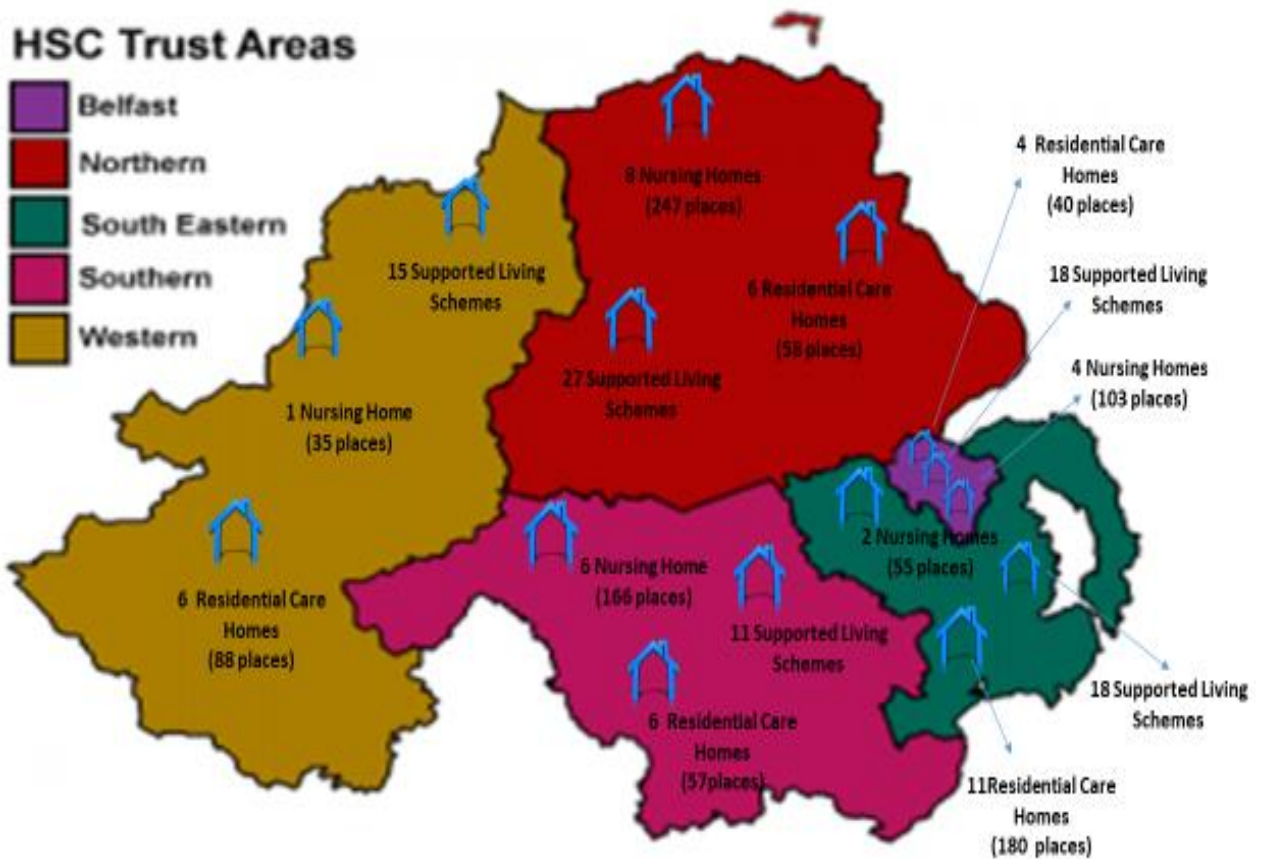 HSC Trust Areas
Belfast
Northern
South Eastern
Southern
Western
8 Nursing Homes
(247 places)
6 Residential Care
Homes
(58 places)
27 Supported Living
Schemes
15 Supported Living
Schemes
1 Nursing Home
(35 places)
6 Residential Care
Homes
(88 places)
6 Nursing Home
(166 places)
11 Supported Living
Schemes
6 Residential Care
Homes
(57places)
4 Residential Care
Homes
(40 places)
18 Supported Living
Schemes
4 Nursing Homes
(103 places)
2 Nursing Homes
(55 places)
18 Supported Living
Schemes
11Residential Care
Homes
(180 places)